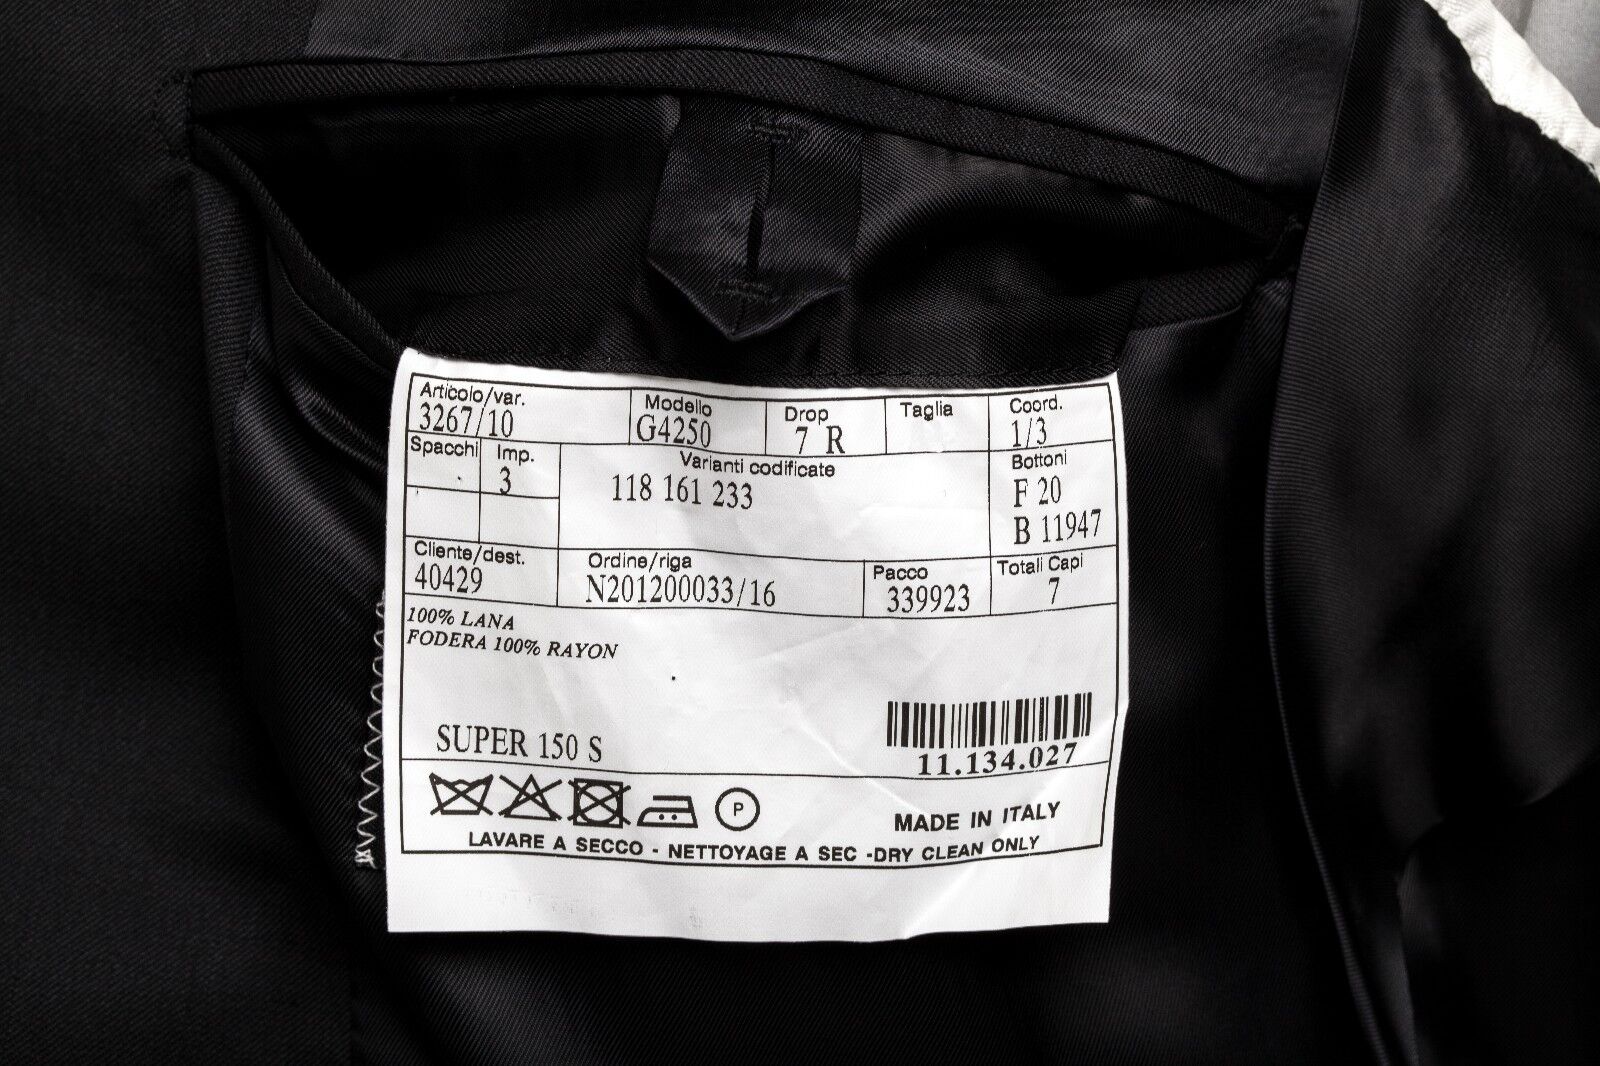 Articolo/var. Modello Drop Taglia Coord.
3267/10 G4250 7 R 1/3
Spacchi Imp. Varianti codificate Bottoni
3 118 161 233 F 20
B 11947
Cliente/dest. Ordine/riga Pacco Totali Capi
40429 N201200033/16 339923 7
100% LANA
FODERA 100% RAYON
SUPER 150 S
11.134.027
P
MADE IN ITALY
LAVARE A SECCO - NETTOYAGE A SEC -DRY CLEAN ONLY